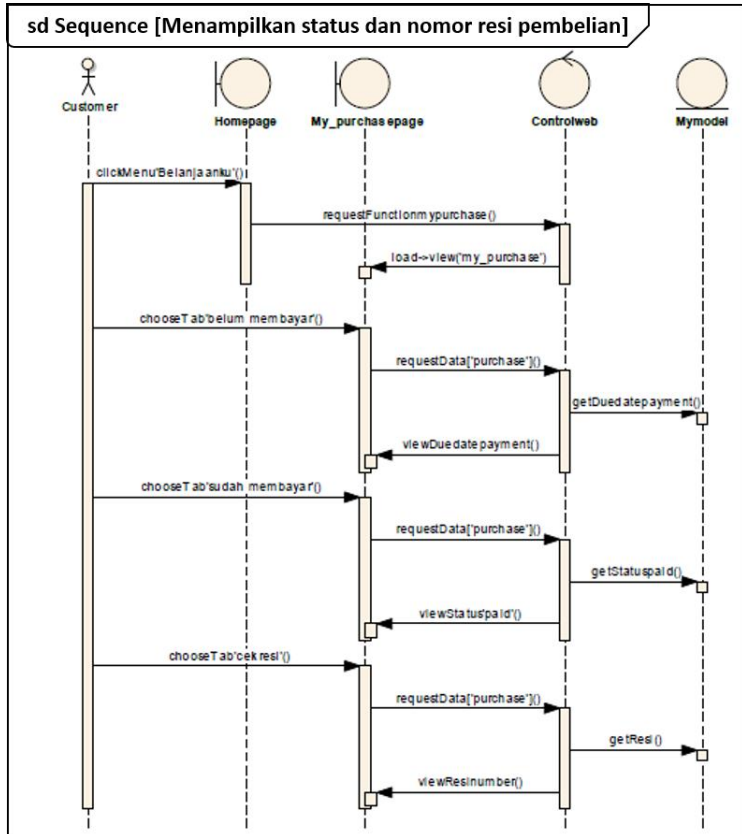 sd Sequence [Menampilkan status dan nomor resi pembelian]
Customer
Homepage
My_purchasepage
Controlweb
Mymodel
clickMenu'Belanjaanku'()
requestFunctionmypurchase()
load->view('my_purchase')
chooseTab'belum membayar'()
requestData['purchase']()
getDuedatepayment()
viewDuedatepayment()
chooseTab'sudah membayar'()
requestData['purchase']()
getStatuspaid()
viewStatus'paid'()
chooseTab'cek resi'()
requestData['purchase']()
getResi()
viewResinumber()